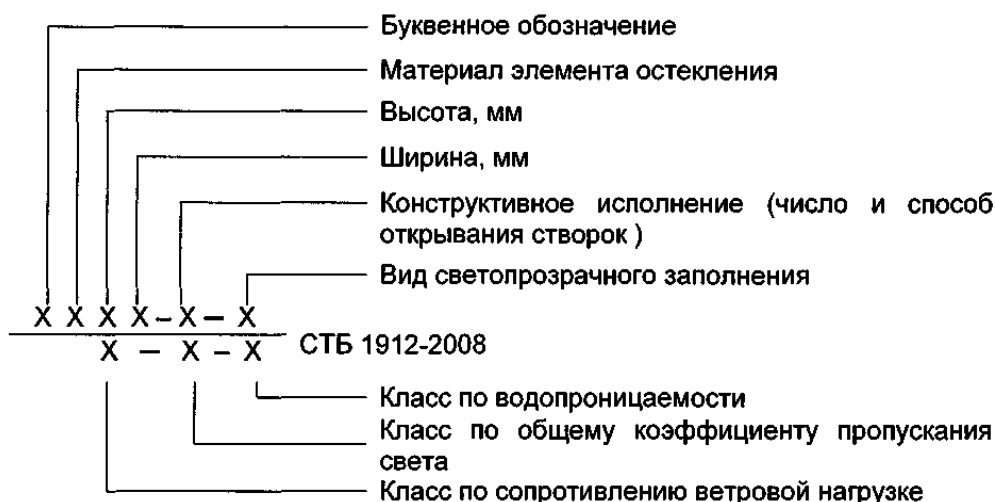 Буквенное обозначение
Материал элемента остекления
Высота, мм
Ширина, мм
Конструктивное исполнение (число и способ
открывания створок )
Вид светопрозрачного заполнения
Х Х Х Х – Х – Х
Х – Х – Х СТБ 1912-2008
Класс по водопроницаемости
Класс по общему коэффициенту пропускания
света
Класс по сопротивлению ветровой нагрузке